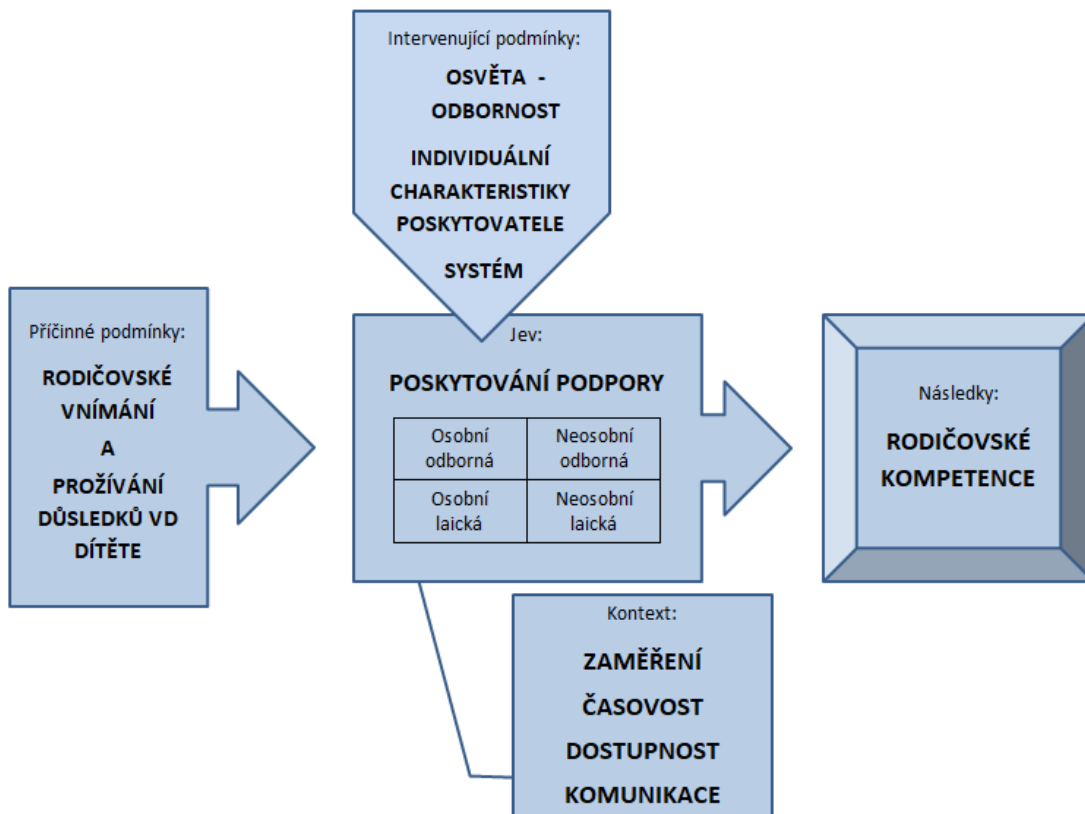 Intervenující podmínky:
OSVĚTA -
ODBORNOST
INDIVIDUÁLNÍ
CHARAKTERISTIKY
POSKYTOVATELE
SYSTÉM
Příčinné podmínky:
RODIČOVSKÉ
VNÍMÁNÍ
A
PROŽÍVÁNÍ
DŮSLEDKŮ VD
DÍTĚTE
Jev:
POSKYTOVÁNÍ PODPORY
Osobní
odborná
Neosobní
odborná
Osobní
laická
Neosobní
laická
Následky:
RODIČOVSKÉ
KOMPETENCE
Kontext:
ZAMĚŘENÍ
ČASOVOST
DOSTUPNOST
KOMUNIKACE